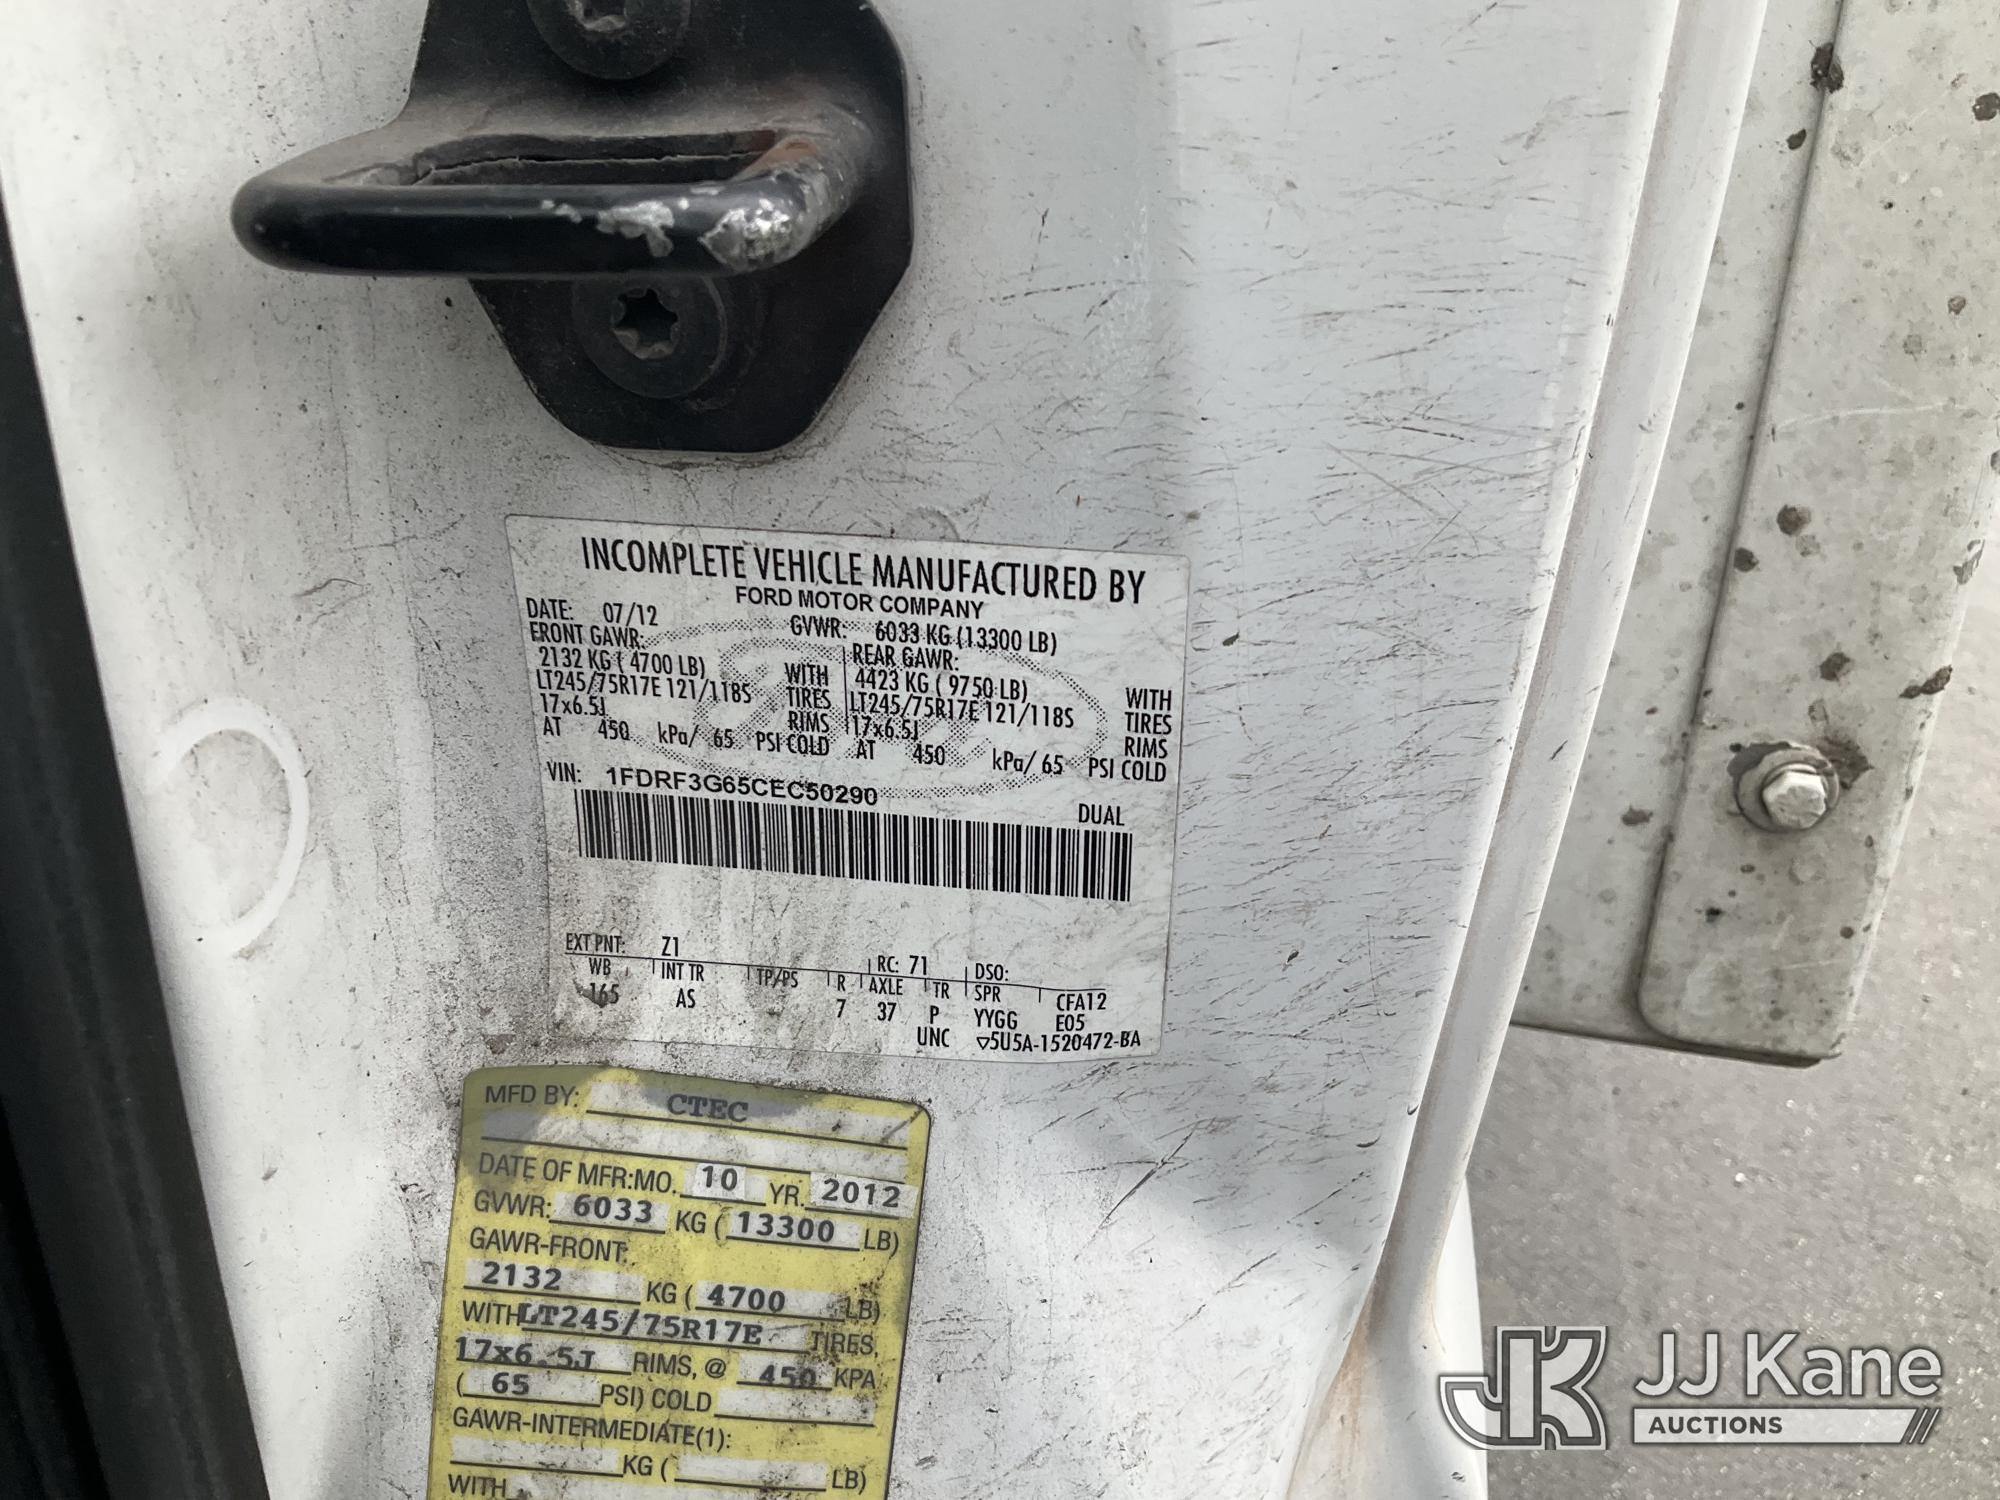 INCOMPLETE VEHICLE MANUFACTURED BY
FORD MOTOR COMPANY
DATE: 07/12 GVWR: 6033 KG (13300 LB)
FRONT GAWR: REAR GAWR:
2132 KG ( 4700 LB) WITH 4423 KG ( 9750 LB) WITH
LT245/75R17E 121/118S TIRES LT245/75R17E 121/118S TIRES
17x6.5J RIMS 17x6.5J RIMS
AT 450 kPa/ 65 PSI COLD AT 450 kPa/ 65 PSI COLD
VIN: 1FDRF3G65CEC50290
DUAL
EXT PNT: Z1 RC: 71 DSO:
WB INT TR TP/PS R AXLE TR SPR CFA12
165 AS 7 37 P YYGG E05
UNC ▽5U5A-1520472-BA
MFD BY: CTEC
DATE OF MFR:MO. 10 YR. 2012
GVWR: 6033 KG ( 13300 LB)
GAWR-FRONT:
2132 KG ( 4700 LB)
WITH LT245/75R17E TIRES,
17x6.5J RIMS, @ 450 KPA
( 65 PSI) COLD
GAWR-INTERMEDIATE(1):
KG ( LB)
WITH
JK JJ Kane
AUCTIONS